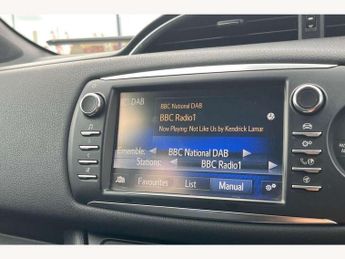 DAB
BBC National DAB
BBC Radio1
Now Playing: Not Like Us by Kendrick Lamar
Ensemble: BBC National DAB
Stations: BBC Radio1
Favourites List Manual